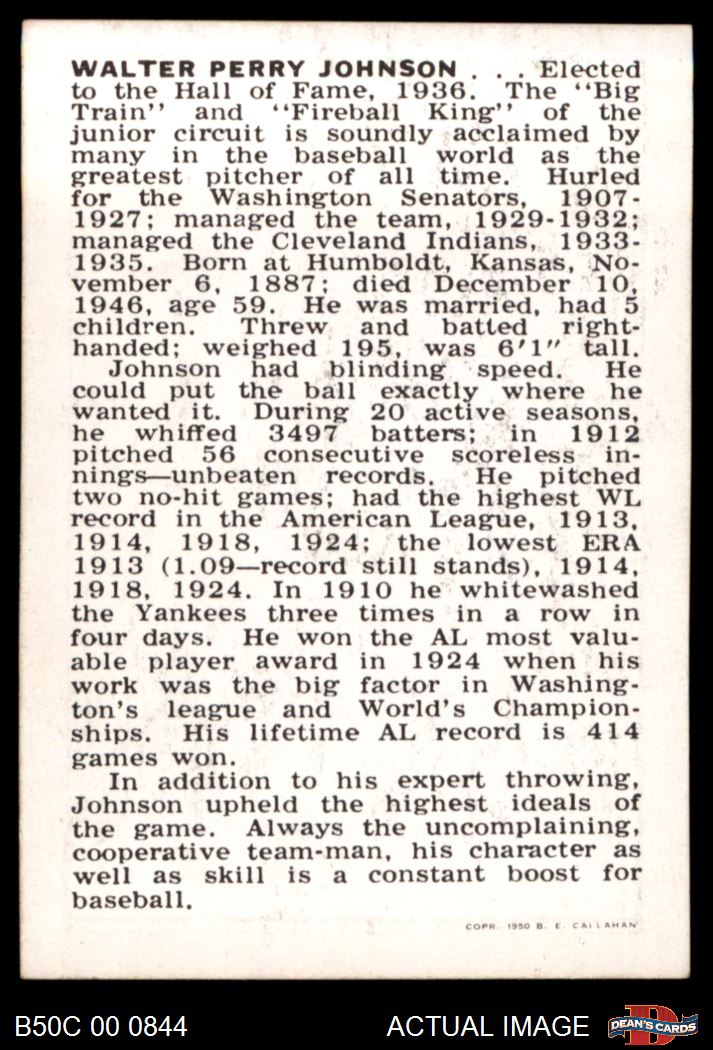 WALTER PERRY JOHNSON . . . Elected
to the Hall of Fame, 1936. The "Big
Train" and "Fireball King" of the
junior circuit is soundly acclaimed by
many in the baseball world as the
greatest pitcher of all time. Hurled
for the Washington Senators, 1907-
1927; managed the team, 1929-1932;
managed the Cleveland Indians, 1933-
1935. Born at Humboldt, Kansas, No-
vember 6, 1887; died December 10,
1946, age 59. He was married, had 5
children. Threw and batted right-
handed; weighed 195, was 6'1" tall.
Johnson had blinding speed. He
could put the ball exactly where he
wanted it. During 20 active seasons,
he whiffed 3497 batters; in 1912
pitched 56 consecutive scoreless in-
nings—unbeaten records. He pitched
two no-hit games; had the highest WL
record in the American League, 1913,
1914, 1918, 1924; the lowest ERA
1913 (1.09—record still stands), 1914,
1918, 1924. In 1910 he whitewashed
the Yankees three times in a row in
four days. He won the AL most valu-
able player award in 1924 when his
work was the big factor in Washing-
ton's league and World's Champion-
ships. His lifetime AL record is 414
games won.
In addition to his expert throwing,
Johnson upheld the highest ideals of
the game. Always the uncomplaining,
cooperative team-man, his character as
well as skill is a constant boost for
baseball.
COPR. 1950 B. E. CALLAHAN
B50C 00 0844
ACTUAL IMAGE
D
DEAN'S CARDS